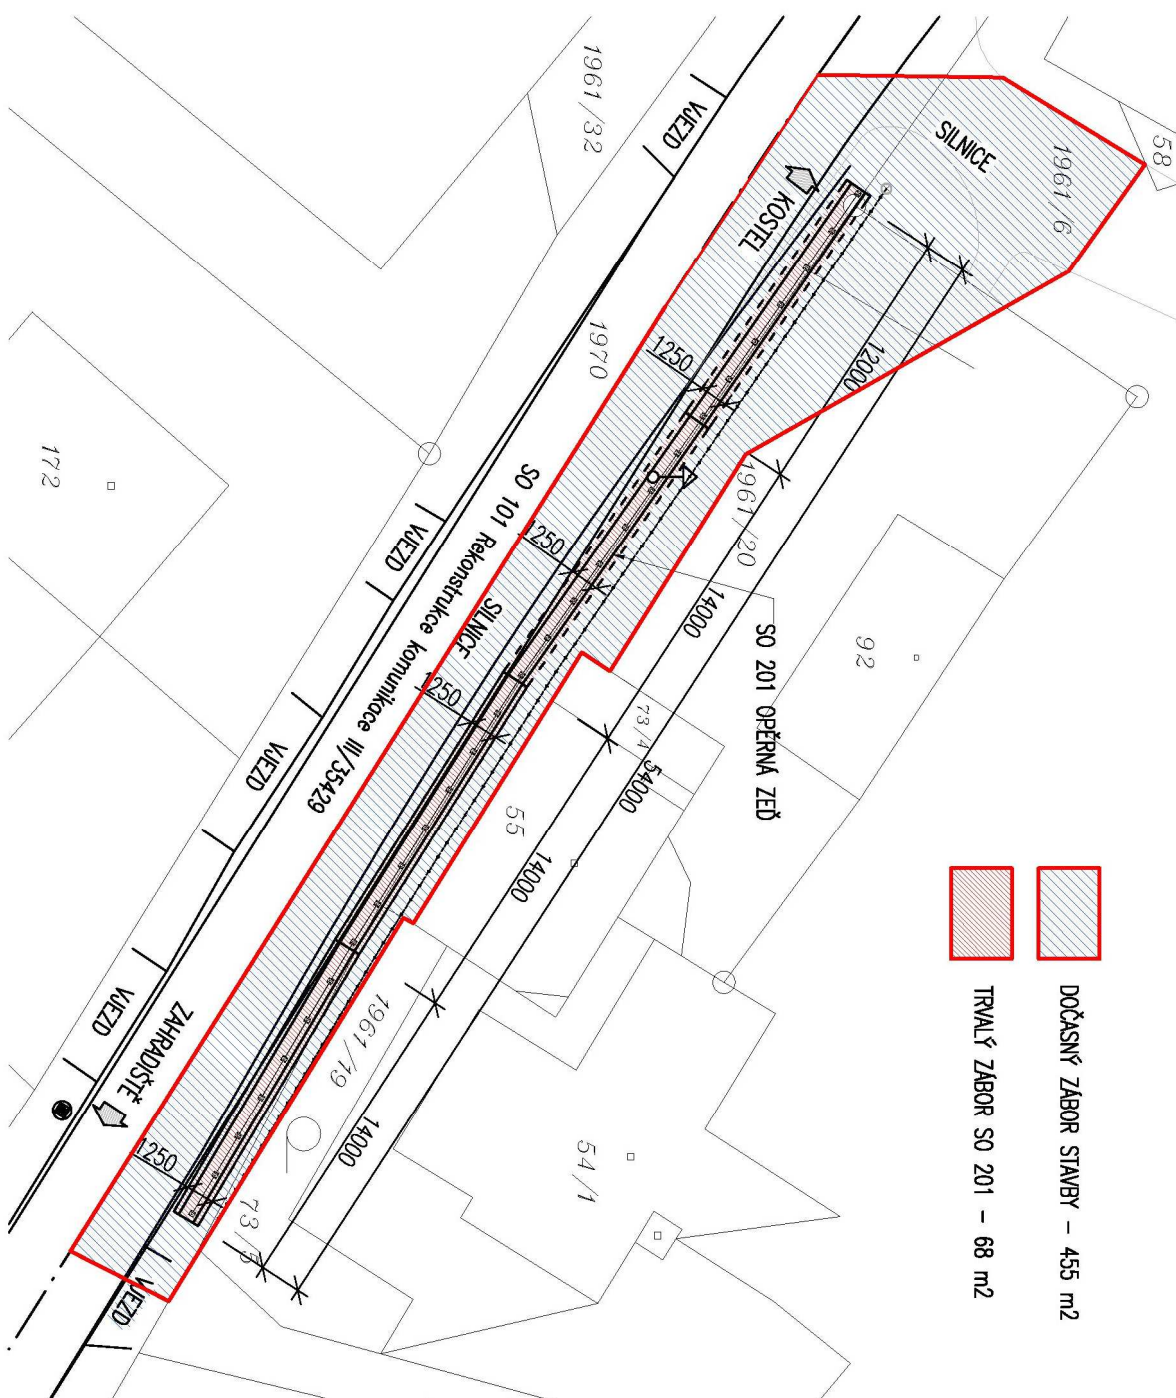 58
1961/6
SILNICE
1961/32
VJEZD
KOSTEL
12000
1970
1250
172
1961/20
1250
14000
92
SO 201 OPĚRNÁ ZEĎ
VJEZD
SO 101 Rekonstrukce komunikace III/35429
SILNICE
1250
73/4
54000
55
14000
VJEZD
DOČASNÝ ZÁBOR STAVBY - 455 m2
TRVALÝ ZÁBOR SO 201 - 68 m2
VJEZD
ZAHRADIŠTĚ
1961/19
14000
54/1
1250
73/5
VJEZD